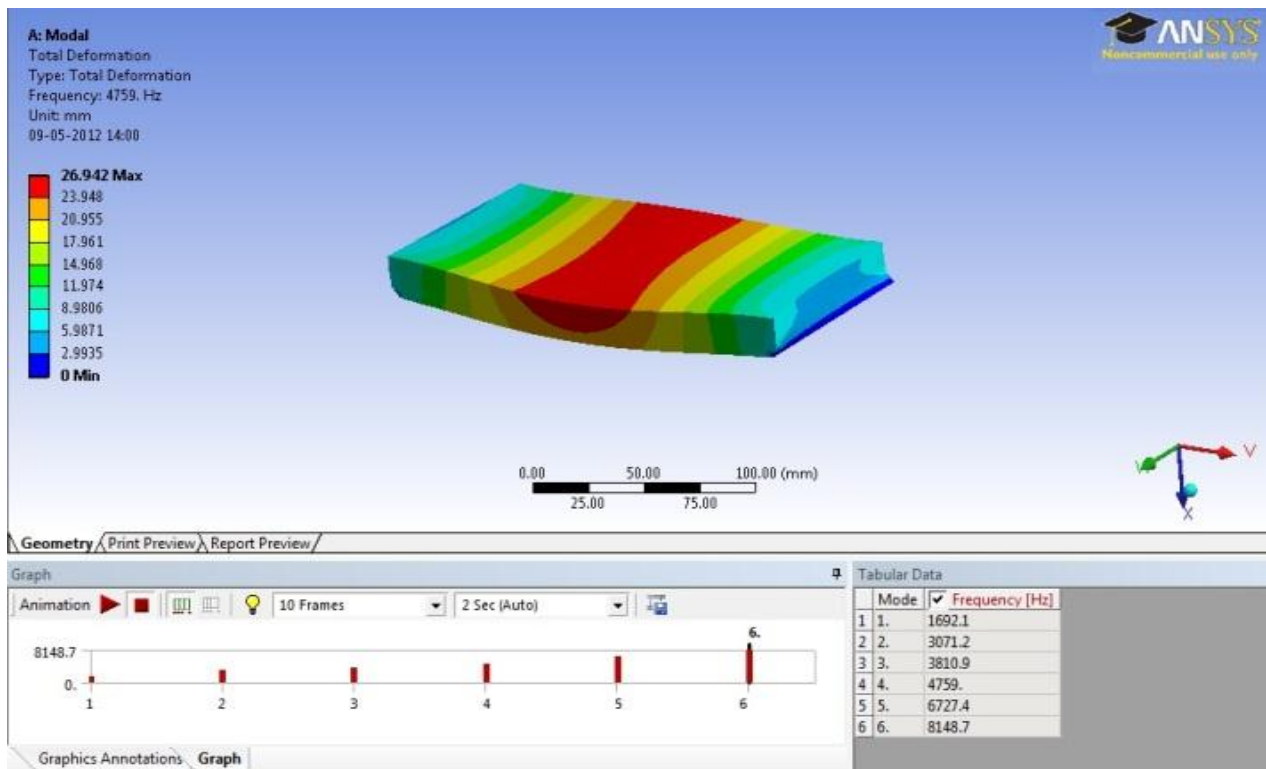 A: Modal
Total Deformation
Type: Total Deformation
Frequency: 4759. Hz
Unit: mm
09-05-2012 14:00
ANSYS
Noncommercial use only
26.942 Max
23.948
20.955
17.961
14.968
11.974
8.9806
5.9871
2.9935
0 Min
0.00 50.00 100.00 (mm)
25.00 75.00
X
Geometry Print Preview Report Preview
Graph
Animation 10 Frames 2 Sec (Auto)
6.
8148.7
0.
1 2 3 4 5 6
Graphics Annotations Graph
Tabular Data
Mode Frequency [Hz]
1 1. 1692.1
2 2. 3071.2
3 3. 3810.9
4 4. 4759.
5 5. 6727.4
6 6. 8148.7